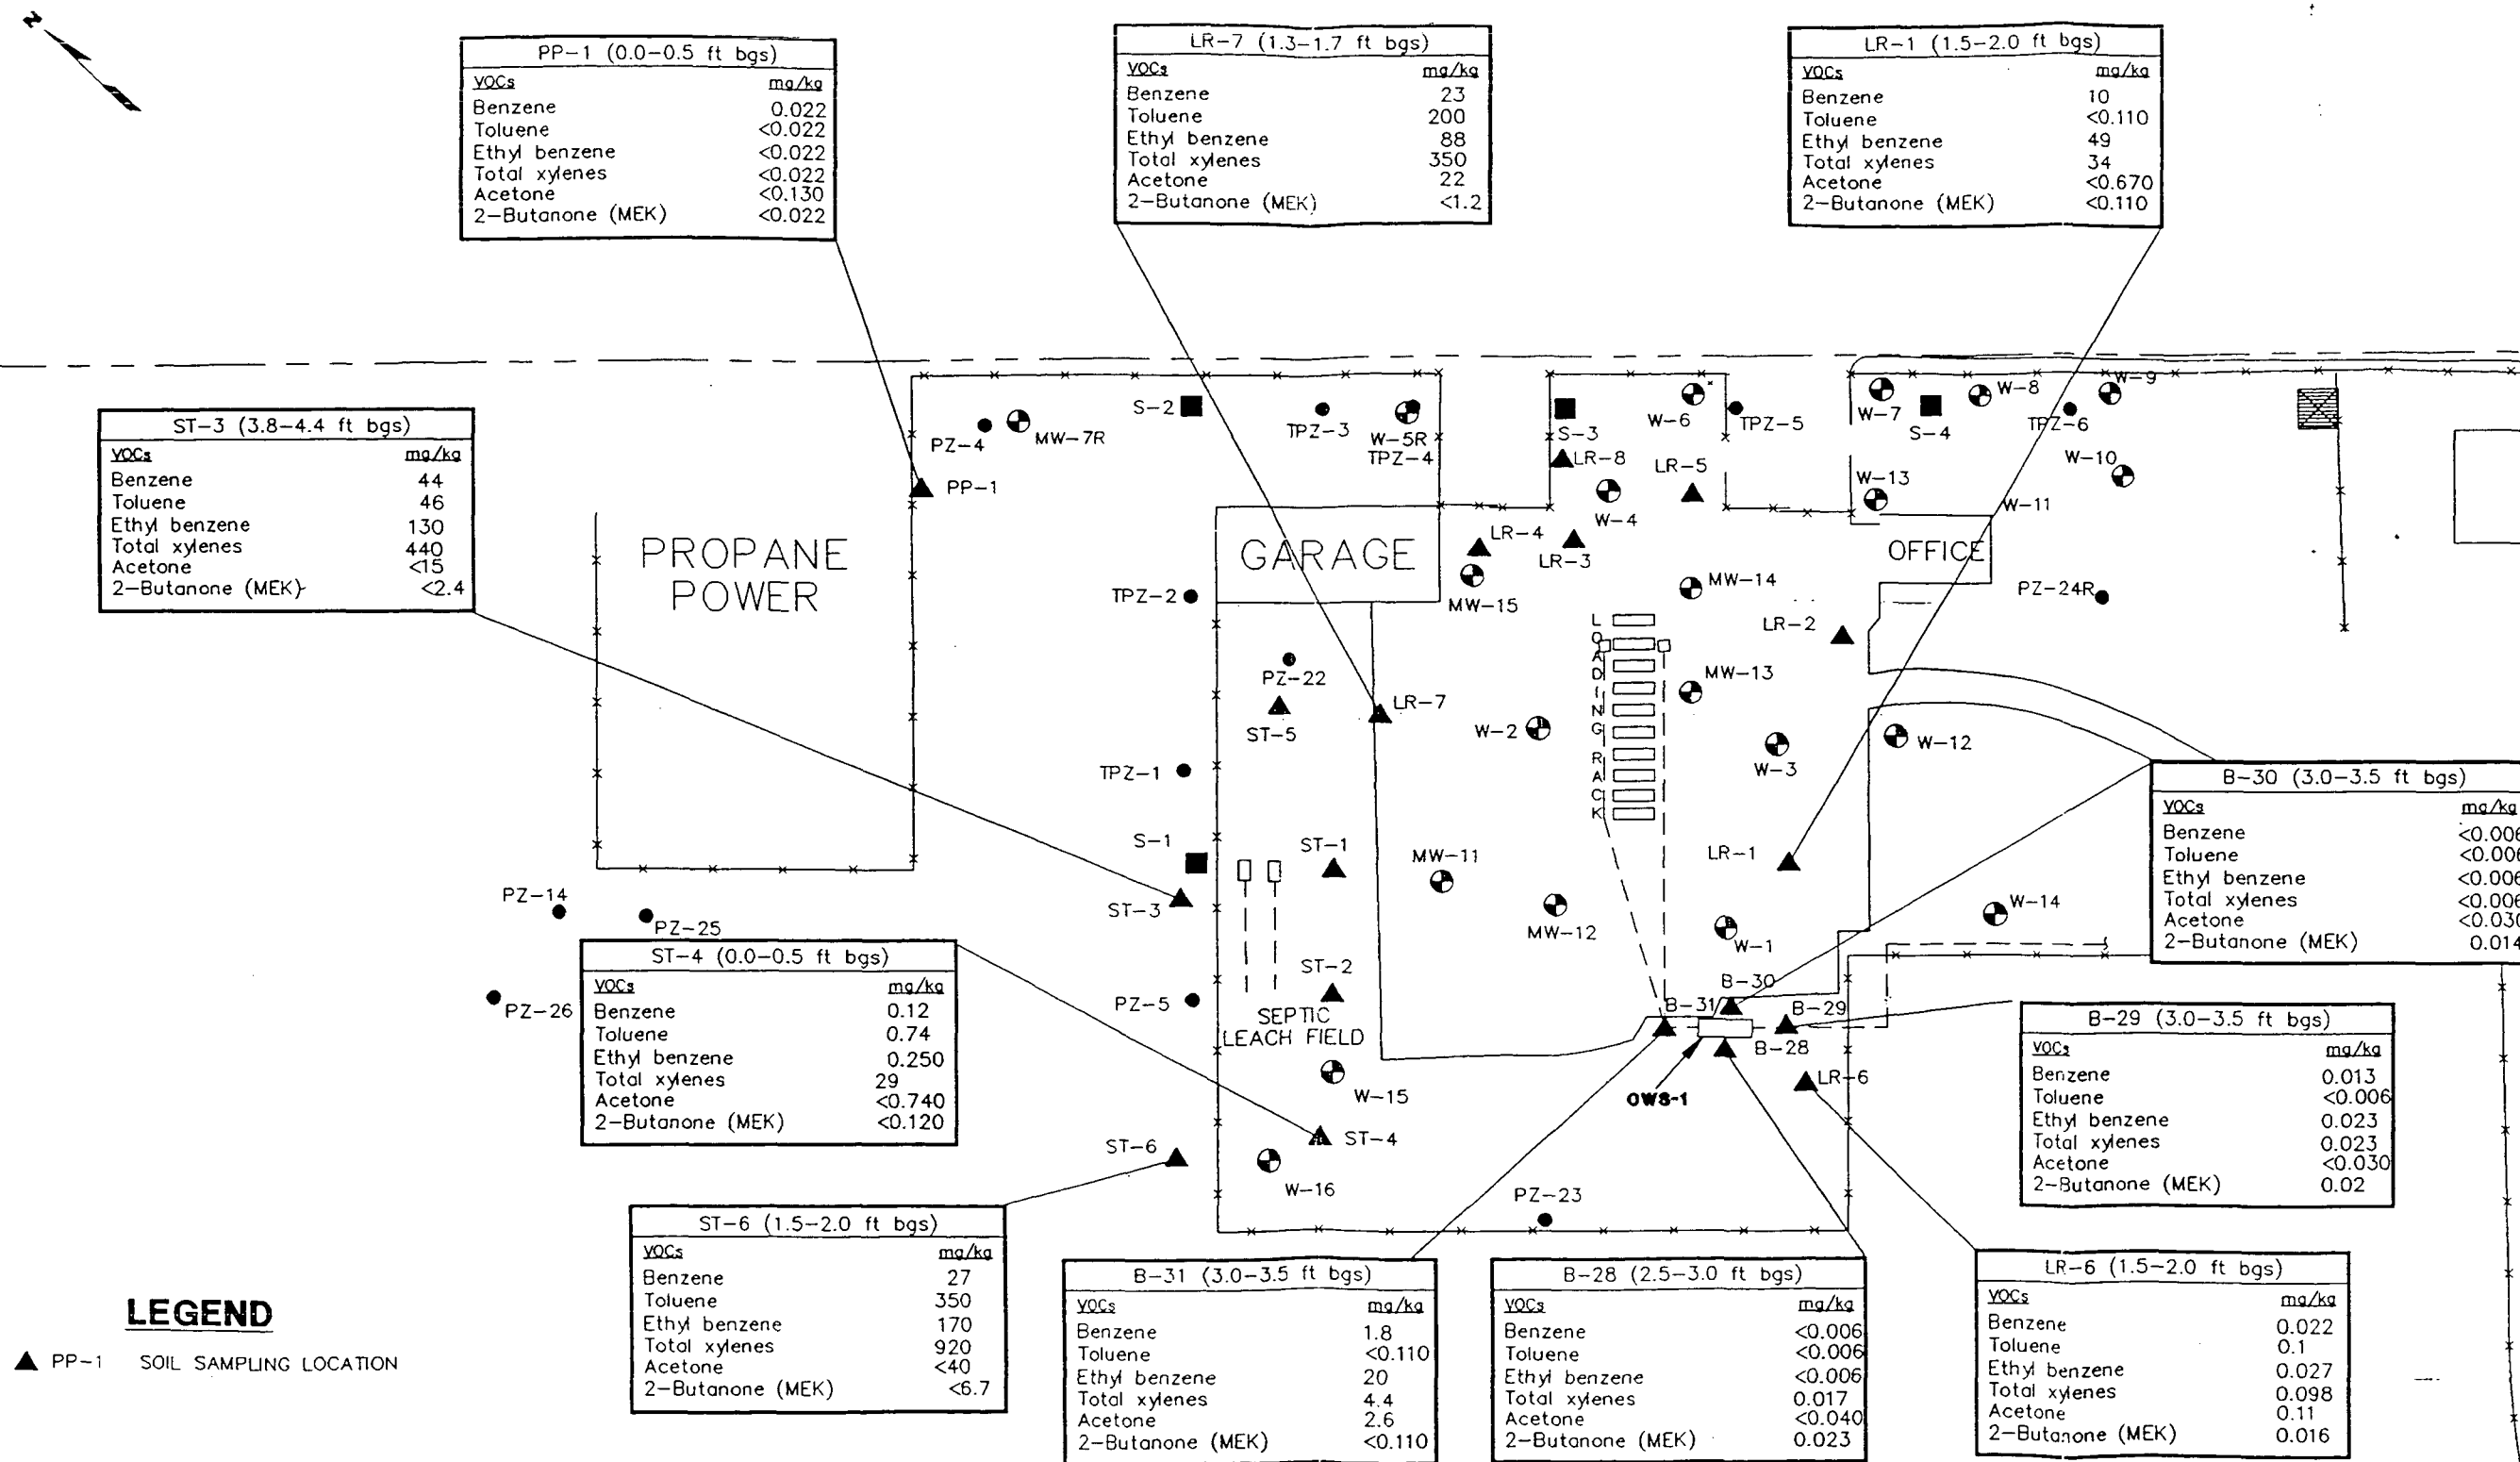 N
PP-1 (0.0-0.5 ft bgs)
VOCs mg/kg
Benzene 0.022
Toluene <0.022
Ethyl benzene <0.022
Total xylenes <0.022
Acetone <0.130
2-Butanone (MEK) <0.022
LR-7 (1.3-1.7 ft bgs)
VOCs mg/kg
Benzene 23
Toluene 200
Ethyl benzene 88
Total xylenes 350
Acetone 22
2-Butanone (MEK) <1.2
LR-1 (1.5-2.0 ft bgs)
VOCs mg/kg
Benzene 10
Toluene <0.110
Ethyl benzene 49
Total xylenes 34
Acetone <0.670
2-Butanone (MEK) <0.110
ST-3 (3.8-4.4 ft bgs)
VOCs mg/kg
Benzene 44
Toluene 46
Ethyl benzene 130
Total xylenes 440
Acetone <15
2-Butanone (MEK) <2.4
PZ-4
MW-7R
S-2
TPZ-3
W-5R
TPZ-4
S-3
W-6
TPZ-5
W-7
S-4
W-8
TPZ-6
W-9
PP-1
LR-8
LR-5
W-4
W-13
W-10
W-11
PROPANE
POWER
GARAGE
LR-4
LR-3
OFFICE
TPZ-2
MW-15
MW-14
PZ-24R
LR-2
LOADING RACK
PZ-22
MW-13
ST-5
LR-7
W-2
W-3
W-12
TPZ-1
S-1
ST-1
MW-11
LR-1
ST-3
MW-12
W-1
W-14
PZ-14
PZ-25
PZ-26
PZ-5
ST-2
SEPTIC
LEACH FIELD
B-30
B-31
B-29
B-28
OWS-1
LR-6
W-15
ST-4
ST-6
W-16
PZ-23
B-30 (3.0-3.5 ft bgs)
VOCs mg/kg
Benzene <0.006
Toluene <0.006
Ethyl benzene <0.006
Total xylenes <0.006
Acetone <0.030
2-Butanone (MEK) 0.014
ST-4 (0.0-0.5 ft bgs)
VOCs mg/kg
Benzene 0.12
Toluene 0.74
Ethyl benzene 0.250
Total xylenes 29
Acetone <0.740
2-Butanone (MEK) <0.120
B-29 (3.0-3.5 ft bgs)
VOCs mg/kg
Benzene 0.013
Toluene <0.006
Ethyl benzene 0.023
Total xylenes 0.023
Acetone <0.030
2-Butanone (MEK) 0.02
ST-6 (1.5-2.0 ft bgs)
VOCs mg/kg
Benzene 27
Toluene 350
Ethyl benzene 170
Total xylenes 920
Acetone <40
2-Butanone (MEK) <6.7
B-31 (3.0-3.5 ft bgs)
VOCs mg/kg
Benzene 1.8
Toluene <0.110
Ethyl benzene 20
Total xylenes 4.4
Acetone 2.6
2-Butanone (MEK) <0.110
B-28 (2.5-3.0 ft bgs)
VOCs mg/kg
Benzene <0.006
Toluene <0.006
Ethyl benzene <0.006
Total xylenes 0.017
Acetone <0.040
2-Butanone (MEK) 0.023
LR-6 (1.5-2.0 ft bgs)
VOCs mg/kg
Benzene 0.022
Toluene 0.1
Ethyl benzene 0.027
Total xylenes 0.098
Acetone 0.11
2-Butanone (MEK) 0.016
LEGEND
PP-1 SOIL SAMPLING LOCATION